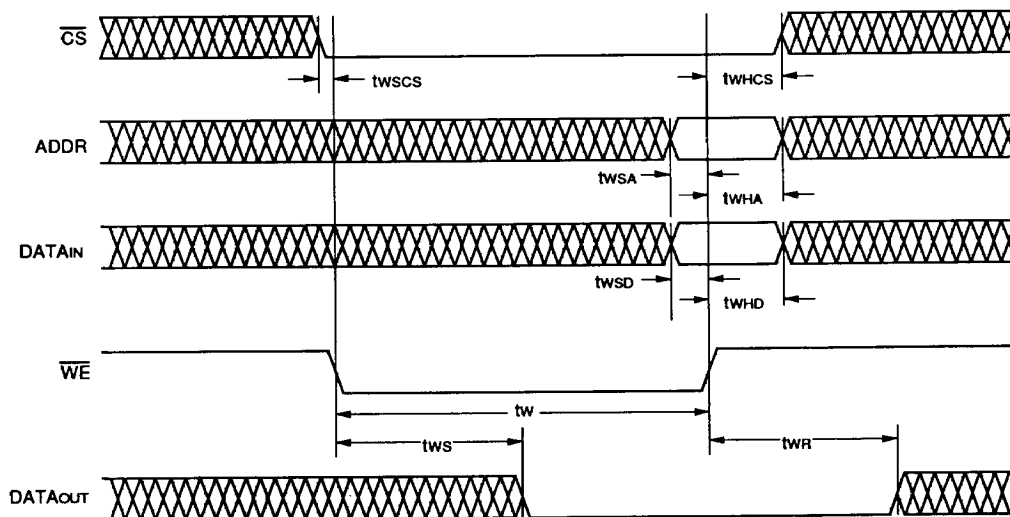 CS
tWSCS
tWHCS
ADDR
tWSA
tWHA
DATAIN
tWSD
tWHD
WE
tW
tWS
tWR
DATAOUT